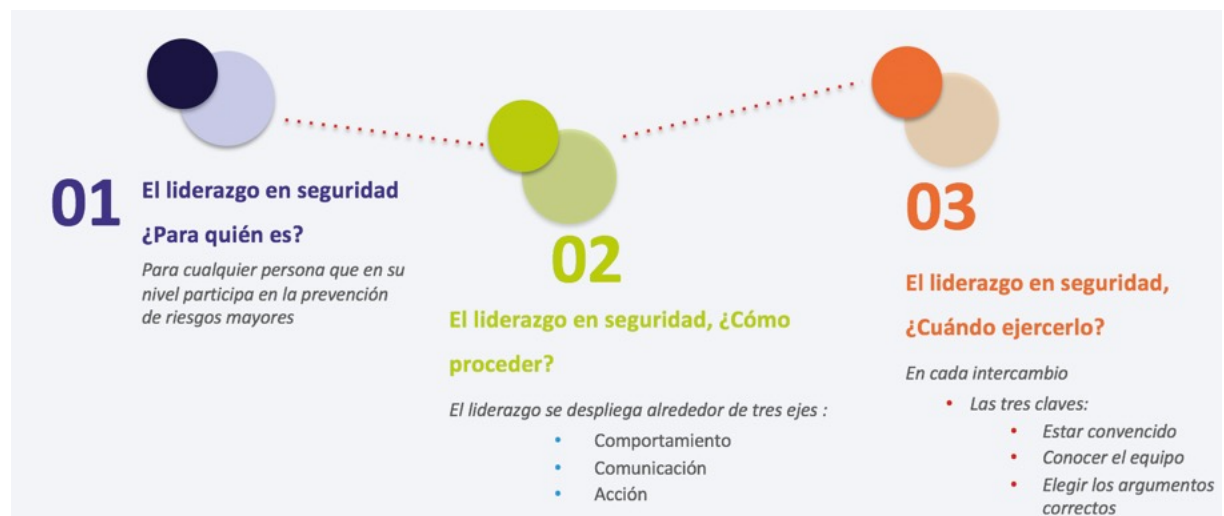 01
El liderazgo en seguridad
¿Para quién es?
Para cualquier persona que en su
nivel participa en la prevención
de riesgos mayores
02
El liderazgo en seguridad, ¿Cómo
proceder?
El liderazgo se despliega alrededor de tres ejes :
• Comportamiento
• Comunicación
• Acción
03
El liderazgo en seguridad,
¿Cuándo ejercerlo?
En cada intercambio
• Las tres claves:
• Estar convencido
• Conocer el equipo
• Elegir los argumentos
correctos